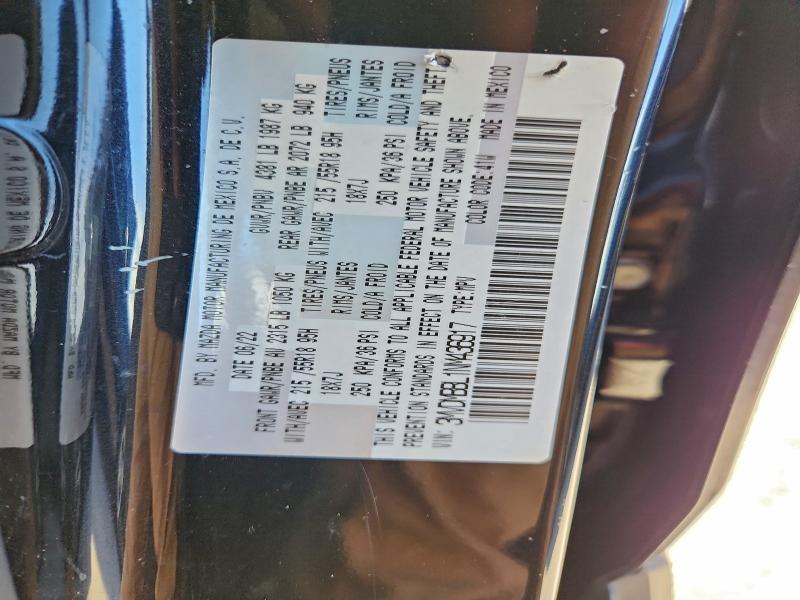 MFD. BY MAZDA MOTOR MANUFACTURING DE MEXICO S.A. DE C.V.
DATE: 06/22 GVWR/PNBV 4381 LB 1987 KG
FRONT GAWR/PNBE AV 2315 LB 1050 KG REAR GAWR/PNBE AR 2072 LB 940 KG
WITH/AVEC 215 /55R18 95H TIRES/PNEUS WITH/AVEC 215 /55R18 95H TIRES/PNEUS
18X7J RIMS/JANTES 18X7J RIMS/JANTES
250 KPA/36 PSI COLD/A FROID 250 KPA/36 PSI COLD/A FROID
THIS VEHICLE CONFORMS TO ALL APPLICABLE FEDERAL MOTOR VEHICLE SAFETY AND THEFT
PREVENTION STANDARDS IN EFFECT ON THE DATE OF MANUFACTURE SHOWN ABOVE.
VIN: TYPE:MPV COLOR CODE:41W MADE IN MEXICO